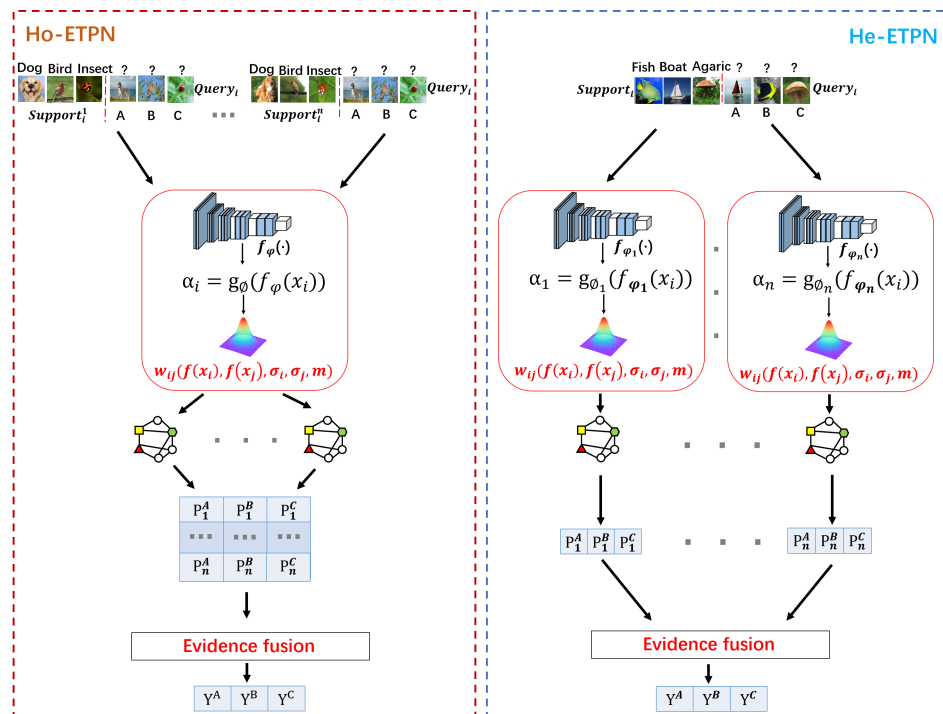 Ho-ETPN
Dog Bird Insect ? ? ?
Support_i^1 A B C
Dog Bird Insect ? ? ?
Query_i
Support_i^n A B C
Query_i
f_φ(·)
α_i = g_∅(f_φ(x_i))
w_ij(f(x_i), f(x_j), σ_i, σ_j, m)
P_1^A P_1^B P_1^C
... ... ...
P_n^A P_n^B P_n^C
Evidence fusion
Y^A Y^B Y^C
He-ETPN
Fish Boat Agaric ? ? ?
Support_i
Query_i
A B C
f_φ1(·)
α_1 = g_∅1(f_φ1(x_i))
w_ij(f(x_i), f(x_j), σ_i, σ_j, m)
f_φn(·)
α_n = g_∅n(f_φn(x_i))
w_ij(f(x_i), f(x_j), σ_i, σ_j, m)
P_1^A P_1^B P_1^C
P_n^A P_n^B P_n^C
Evidence fusion
Y^A Y^B Y^C